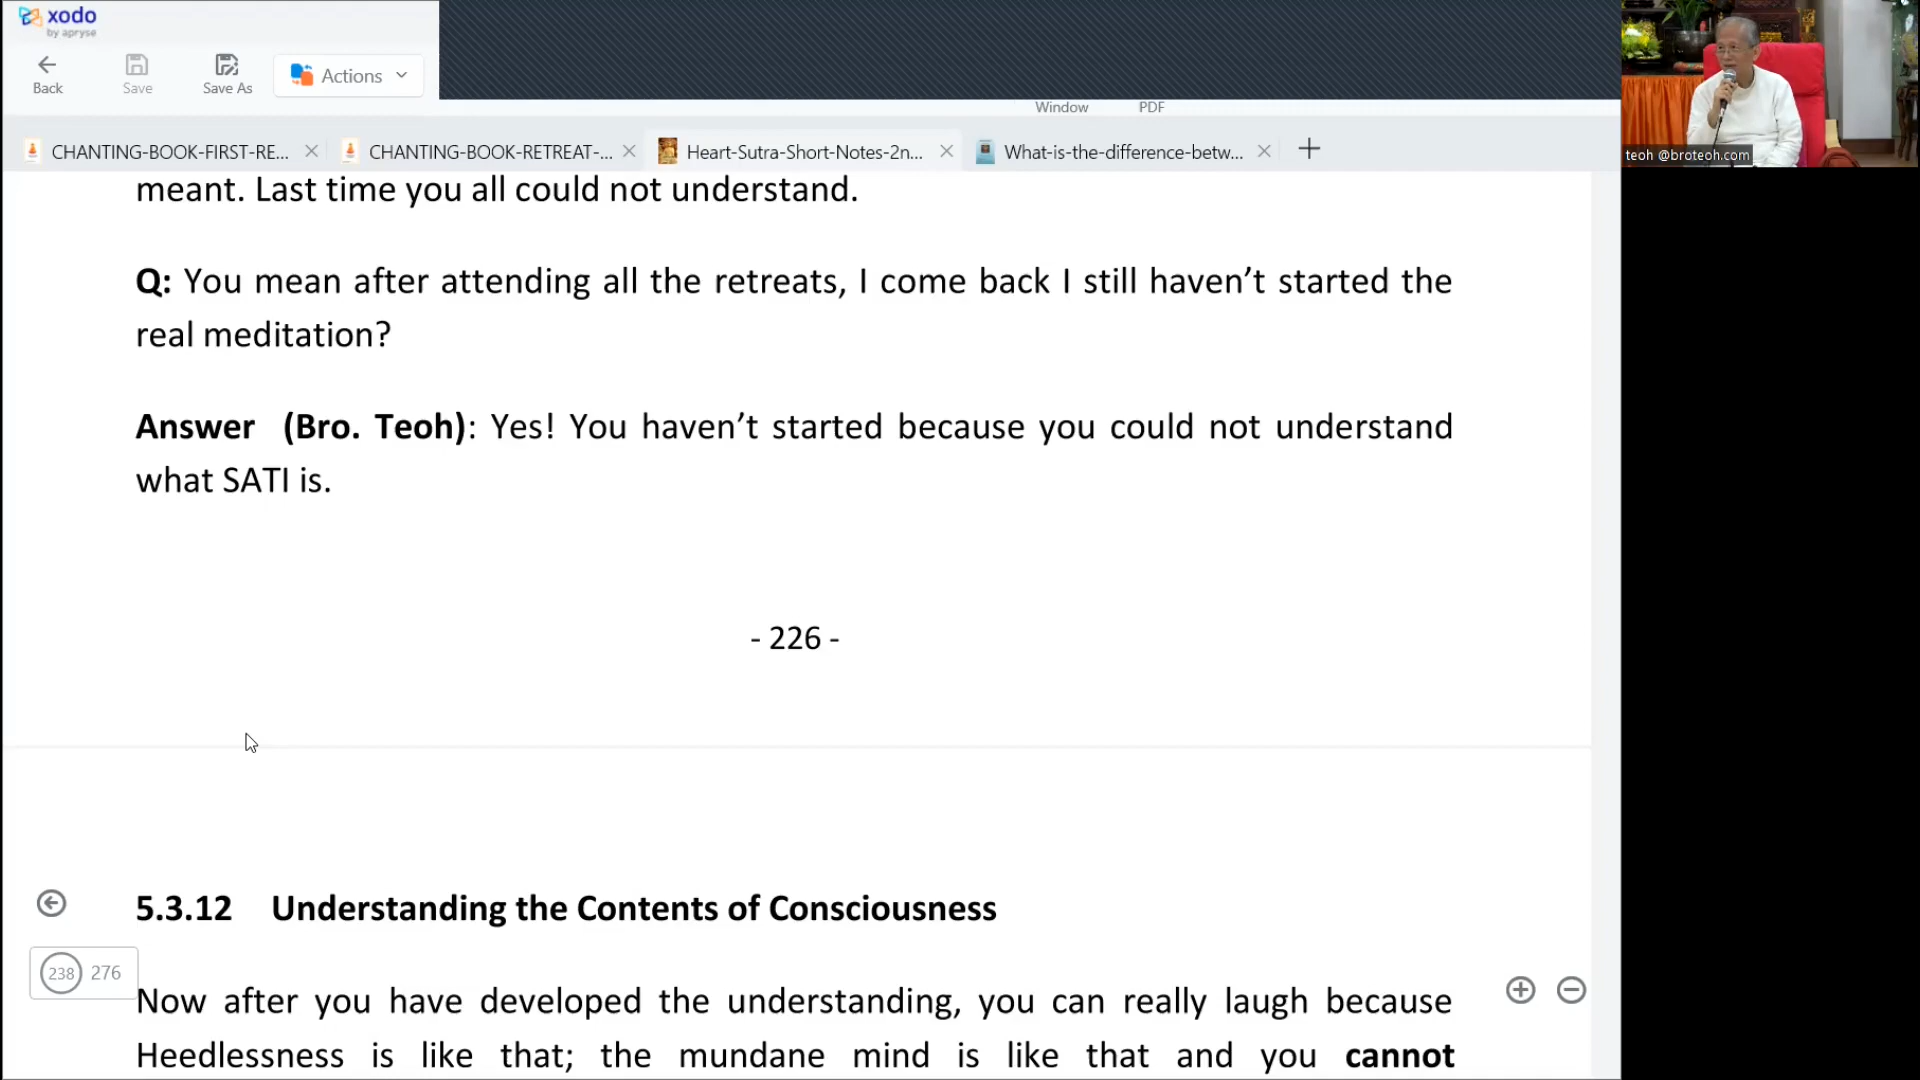 xodo
by apryse
Back
Save
Save As
Actions
Window
PDF
CHANTING-BOOK-FIRST-RE...
CHANTING-BOOK-RETREAT-...
Heart-Sutra-Short-Notes-2n...
What-is-the-difference-betw...
teoh @broteoh.com
meant. Last time you all could not understand.
Q: You mean after attending all the retreats, I come back I still haven’t started the
real meditation?
Answer (Bro. Teoh): Yes! You haven’t started because you could not understand
what SATI is.
- 226 -
5.3.12 Understanding the Contents of Consciousness
238 276
Now after you have developed the understanding, you can really laugh because
Heedlessness is like that; the mundane mind is like that and you cannot